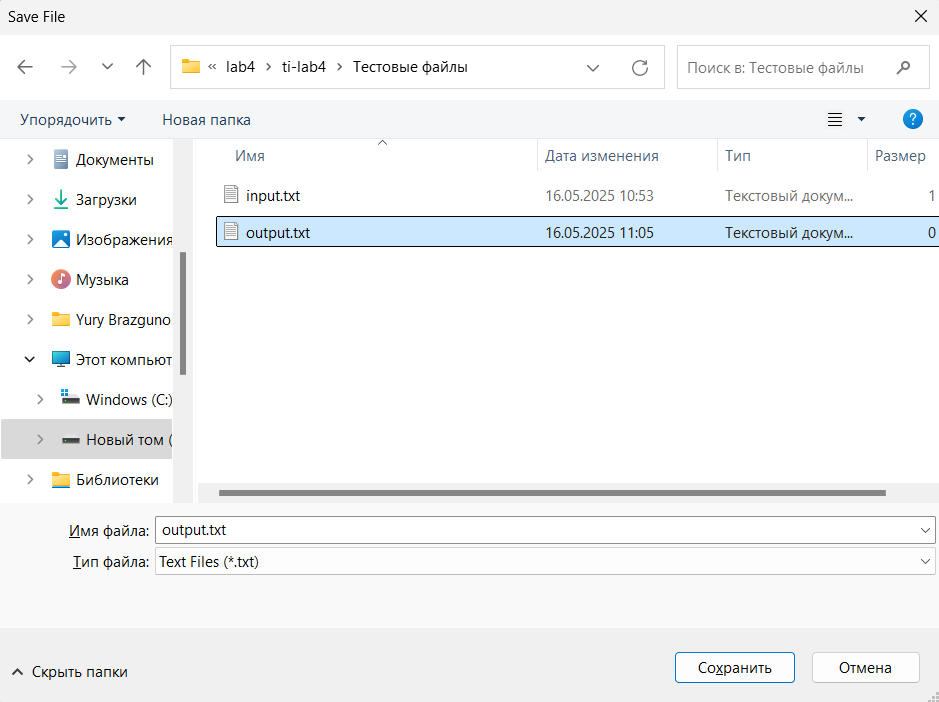 Save File
« lab4 › ti-lab4 › Тестовые файлы
Поиск в: Тестовые файлы
Упорядочить
Новая папка
?
Документы
Загрузки
Изображения
Музыка
Yury Brazguno
Этот компьют
Windows (C:)
Новый том (
Библиотеки
Имя Дата изменения Тип Размер
input.txt 16.05.2025 10:53 Текстовый докум... 1
output.txt 16.05.2025 11:05 Текстовый докум... 0
Имя файла: output.txt
Тип файла: Text Files (*.txt)
Скрыть папки
Сохранить
Отмена